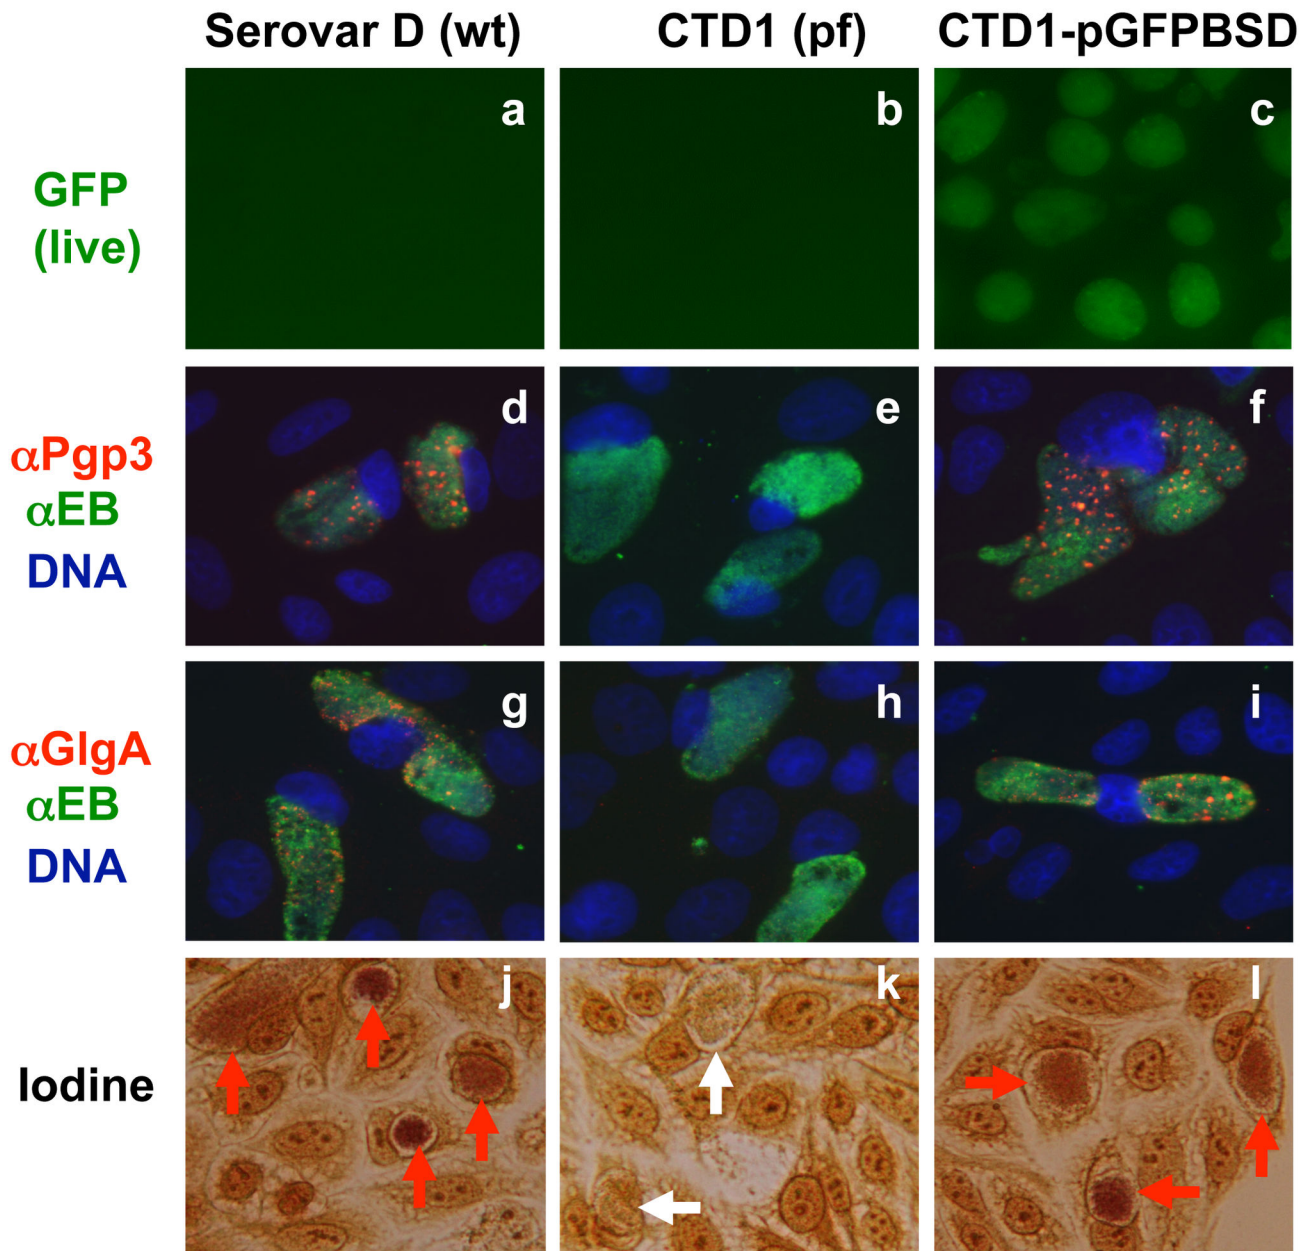 Serovar D (wt) CTD1 (pf) CTD1-pGFPBSD
GFP
(live)
a b c
αPgp3
αEB
DNA
d e f
αGlgA
αEB
DNA
g h i
Iodine
j k l